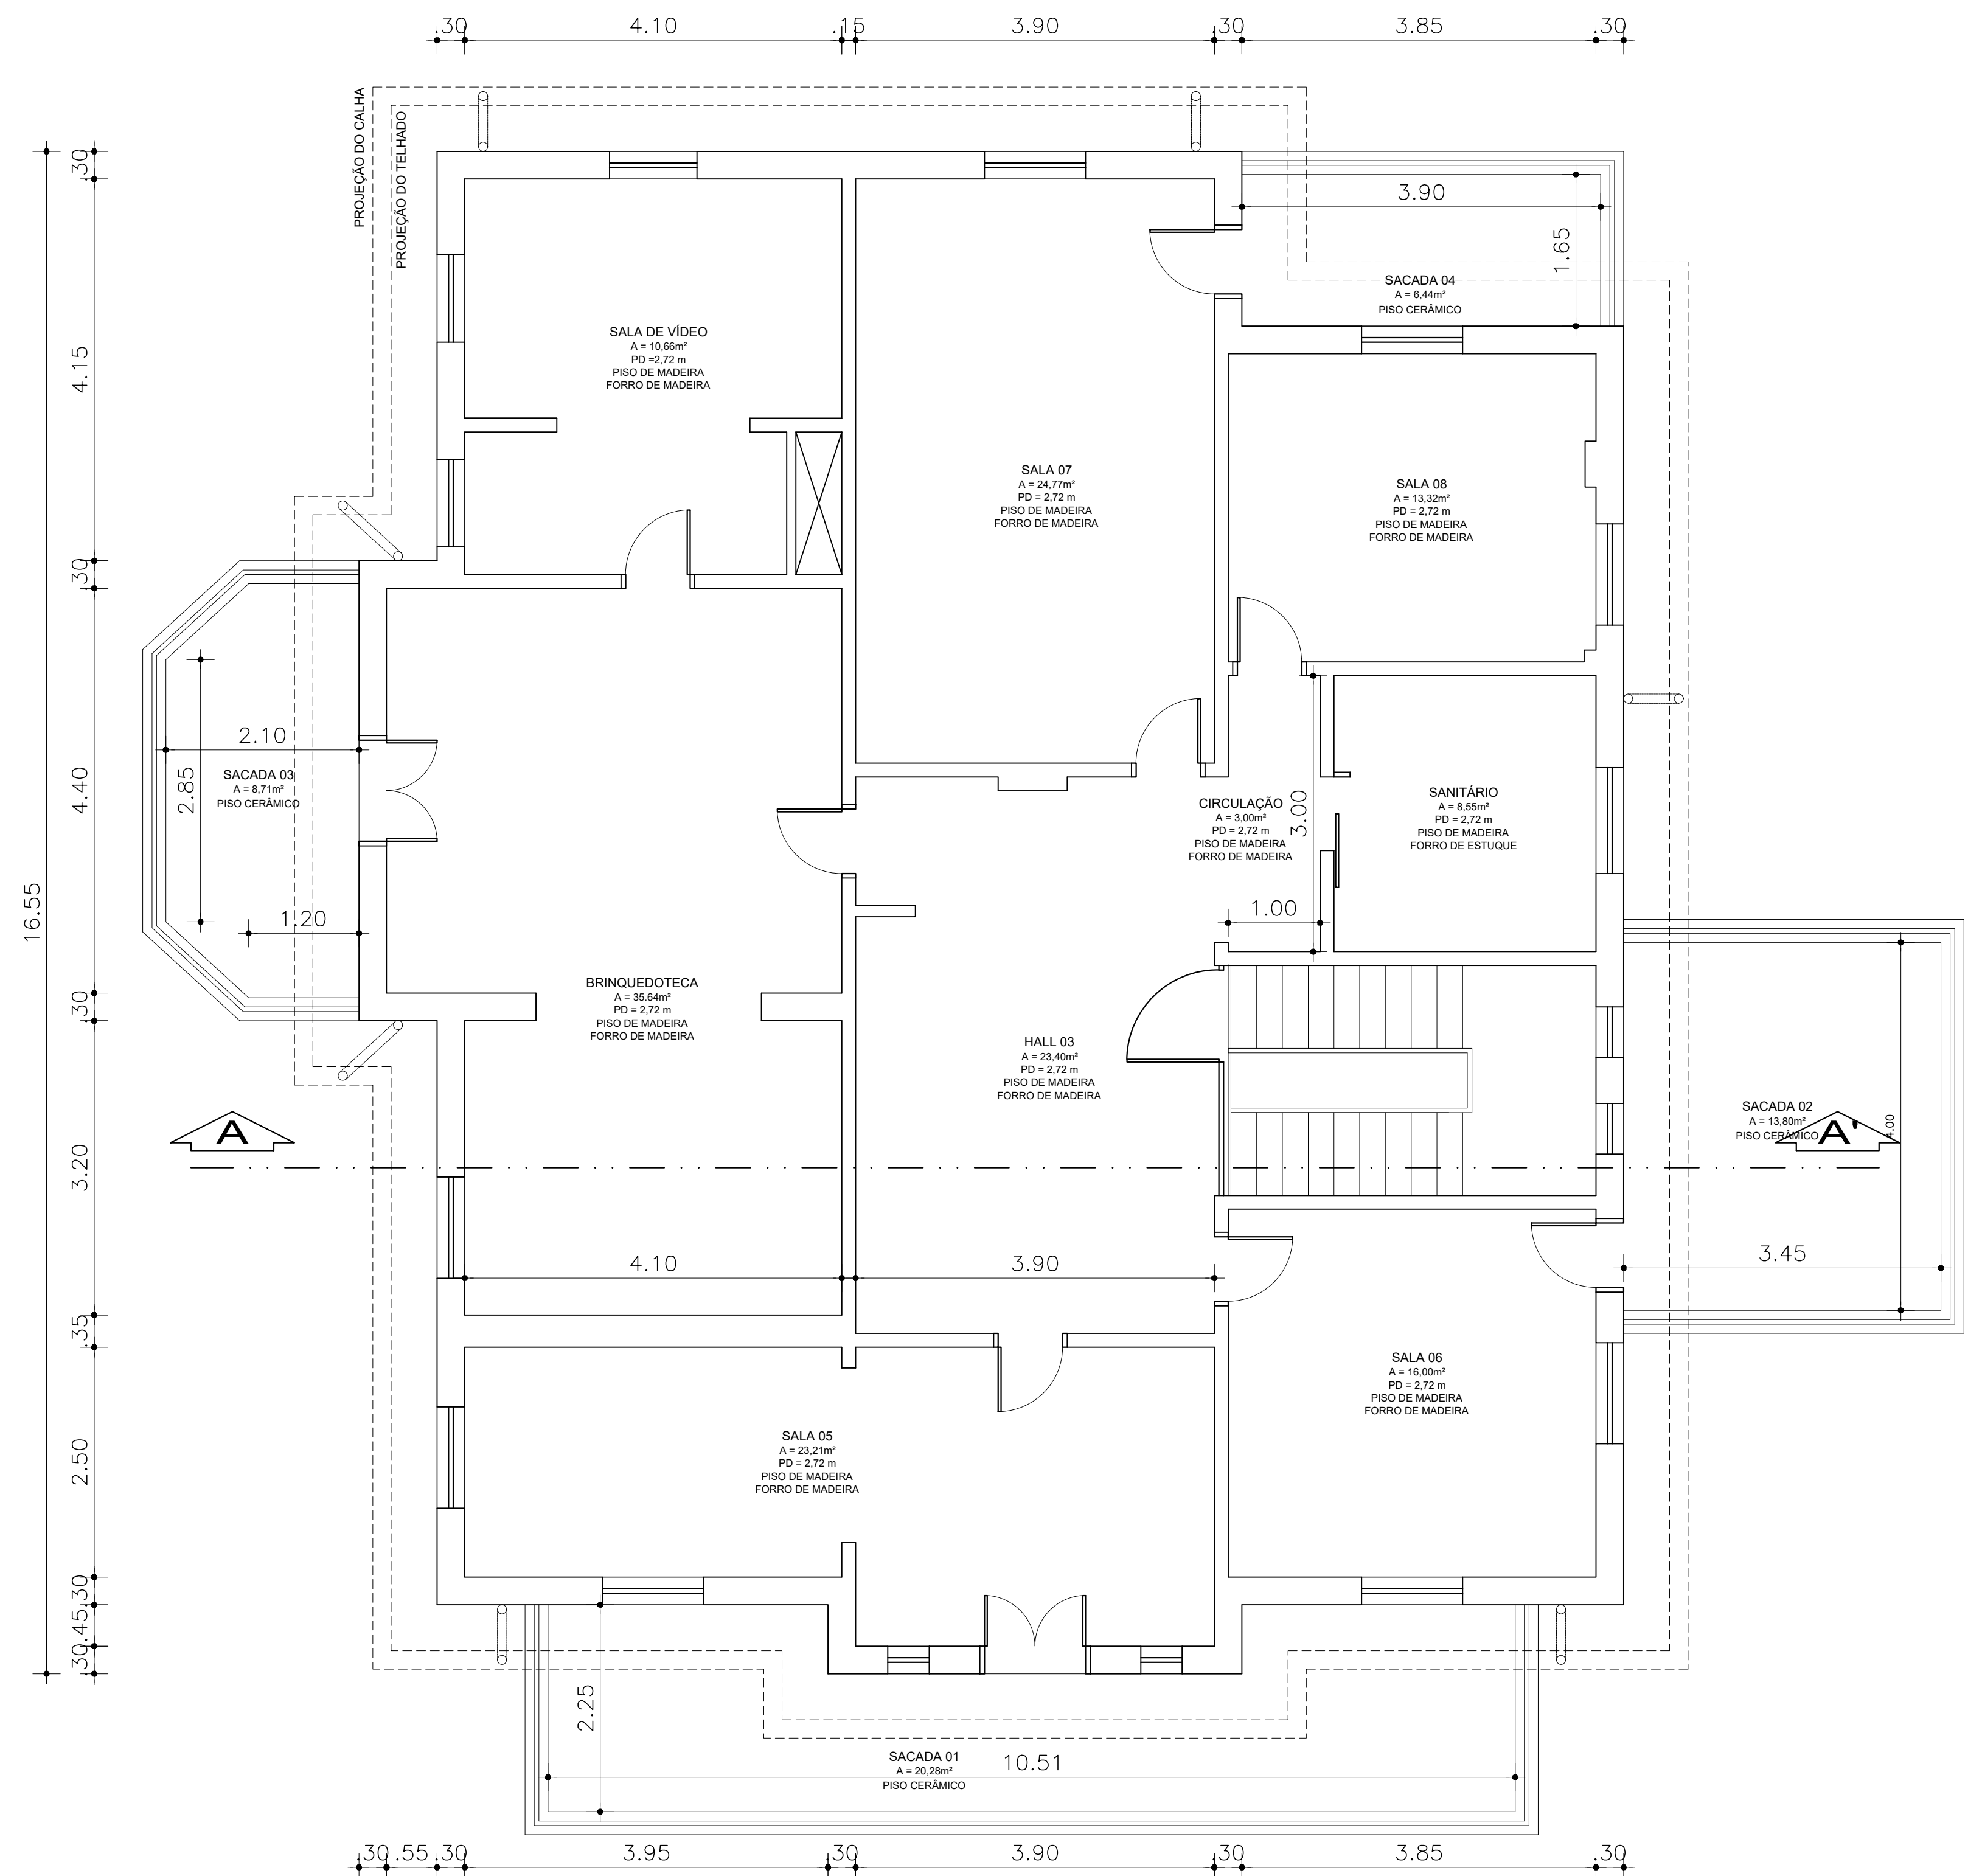 .30
4.10
.15
3.90
.30
3.85
.30
PROJEÇÃO DO CALHA
PROJEÇÃO DO TELHADO
.30
4.15
.30
4.40
.30
3.20
.35
2.50
.30
.45
.30
16.55
3.90
1.65
SACADA 04
A = 6,44m²
PISO CERÂMICO
SALA DE VÍDEO
A = 10,66m²
PD =2,72 m
PISO DE MADEIRA
FORRO DE MADEIRA
SALA 07
A = 24,77m²
PD = 2,72 m
PISO DE MADEIRA
FORRO DE MADEIRA
SALA 08
A = 13,32m²
PD = 2,72 m
PISO DE MADEIRA
FORRO DE MADEIRA
2.10
2.85
SACADA 03
A = 8,71m²
PISO CERÂMICO
1.20
CIRCULAÇÃO
A = 3,00m²
PD = 2,72 m
PISO DE MADEIRA
FORRO DE MADEIRA
3.00
1.00
SANITÁRIO
A = 8,55m²
PD = 2,72 m
PISO DE MADEIRA
FORRO DE ESTUQUE
BRINQUEDOTECA
A = 35.64m²
PD = 2,72 m
PISO DE MADEIRA
FORRO DE MADEIRA
HALL 03
A = 23,40m²
PD = 2,72 m
PISO DE MADEIRA
FORRO DE MADEIRA
SACADA 02
A = 13,80m²
PISO CERÂMICO
4.00
A
A'
4.10
3.90
3.45
SALA 06
A = 16,00m²
PD = 2,72 m
PISO DE MADEIRA
FORRO DE MADEIRA
SALA 05
A = 23,21m²
PD = 2,72 m
PISO DE MADEIRA
FORRO DE MADEIRA
2.25
SACADA 01
A = 20,28m²
PISO CERÂMICO
10.51
.30
.55
.30
3.95
.30
3.90
.30
3.85
.30